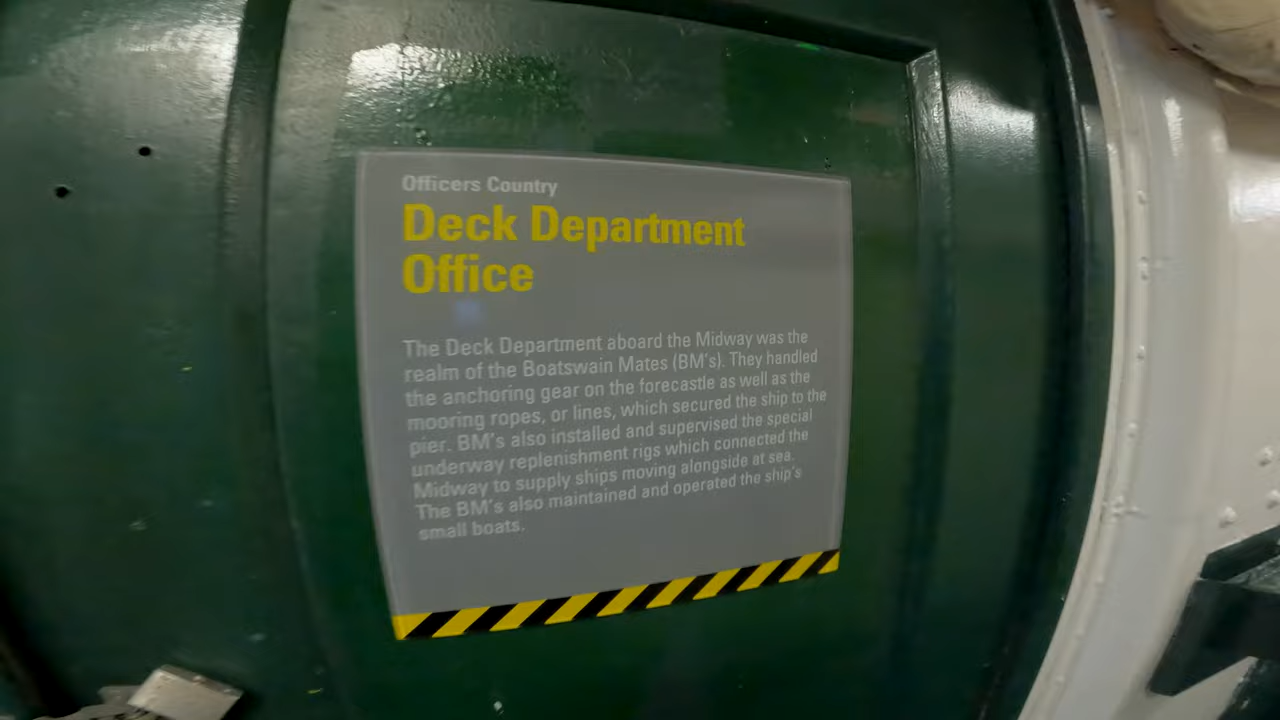 Officers Country
Deck Department
Office
The Deck Department aboard the Midway was the
realm of the Boatswain Mates (BM's). They handled
the anchoring gear on the forecastle as well as the
mooring ropes, or lines, which secured the ship to the
pier. BM's also installed and supervised the special
underway replenishment rigs which connected the
Midway to supply ships moving alongside at sea.
The BM's also maintained and operated the ship's
small boats.